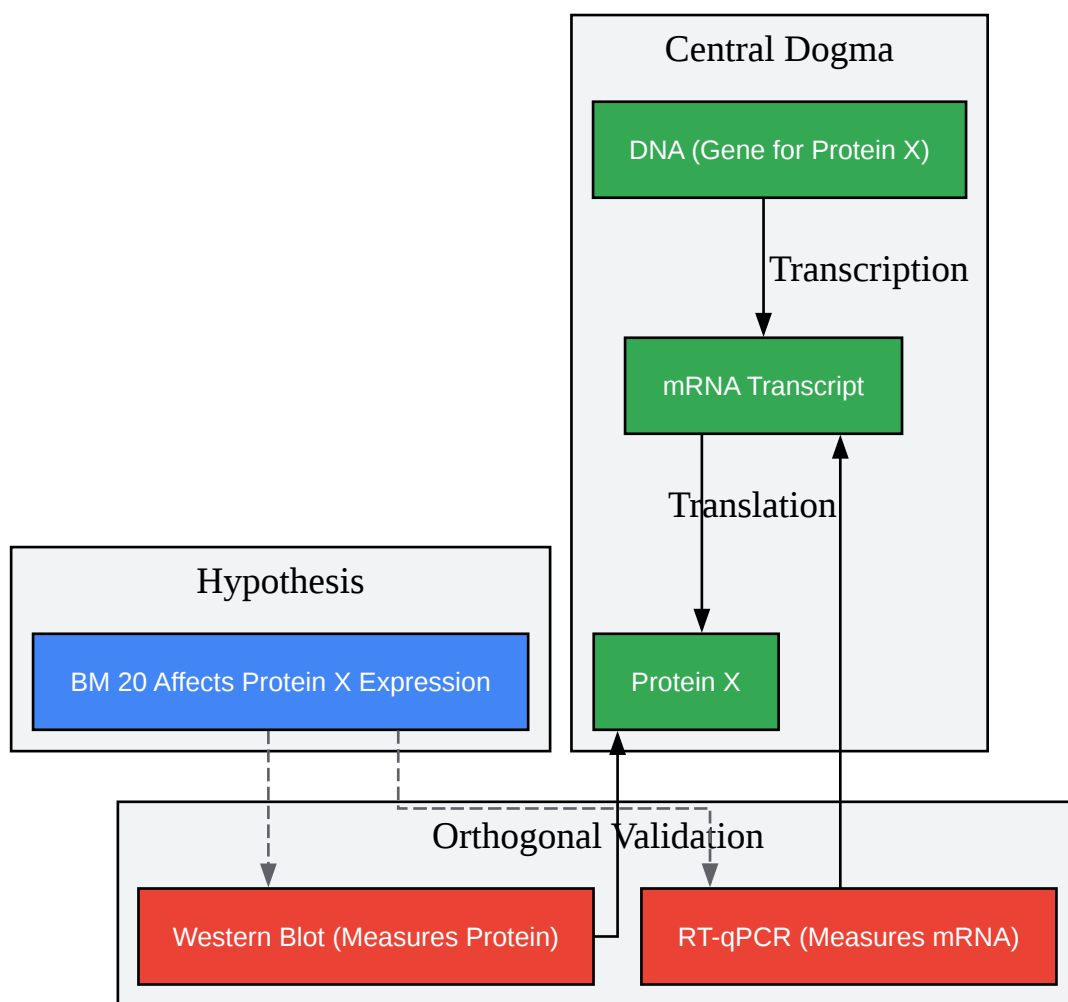 Central Dogma
DNA (Gene for Protein X)
Transcription
mRNA Transcript
Translation
Hypothesis
BM 20 Affects Protein X Expression
Protein X
Orthogonal Validation
Western Blot (Measures Protein)
RT-qPCR (Measures mRNA)